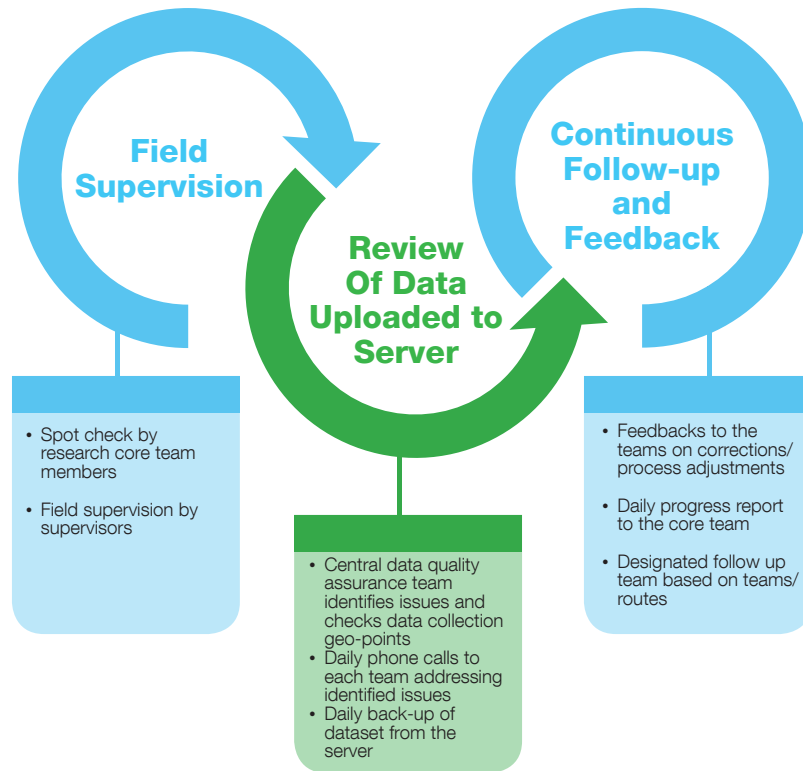 Field
Supervision
Review
Of Data
Uploaded to
Server
Continuous
Follow-up
and
Feedback
• Spot check by
research core team
members
• Field supervision by
supervisors
• Central data quality
assurance team
identifies issues and
checks data collection
geo-points
• Daily phone calls to
each team addressing
identified issues
• Daily back-up of
dataset from the
server
• Feedbacks to the
teams on corrections/
process adjustments
• Daily progress report
to the core team
• Designated follow up
team based on teams/
routes